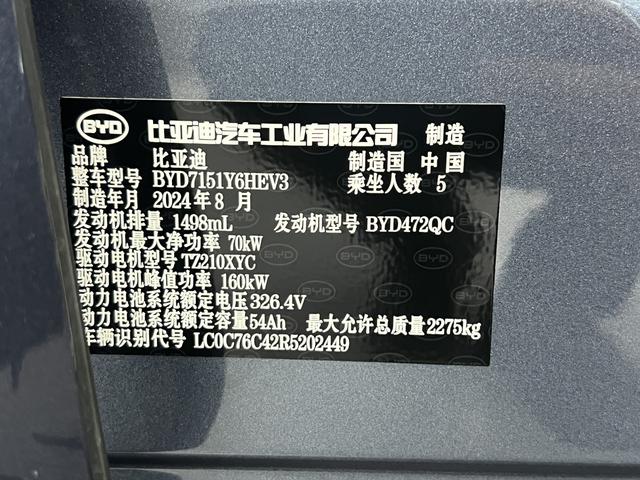 BYD 比亚迪汽车工业有限公司 制造
品牌 比亚迪 制造国 中国
整车型号 BYD7151Y6HEV3 乘坐人数 5
制造年月 2024年8月
发动机排量 1498mL 发动机型号 BYD472QC
发动机最大净功率 70kW
驱动电机型号 TZ210XYC
驱动电机峰值功率 160kW
动力电池系统额定电压 326.4V
动力电池系统额定容量 54Ah 最大允许总质量 2275kg
车辆识别代号 LC0C76C42R5202449